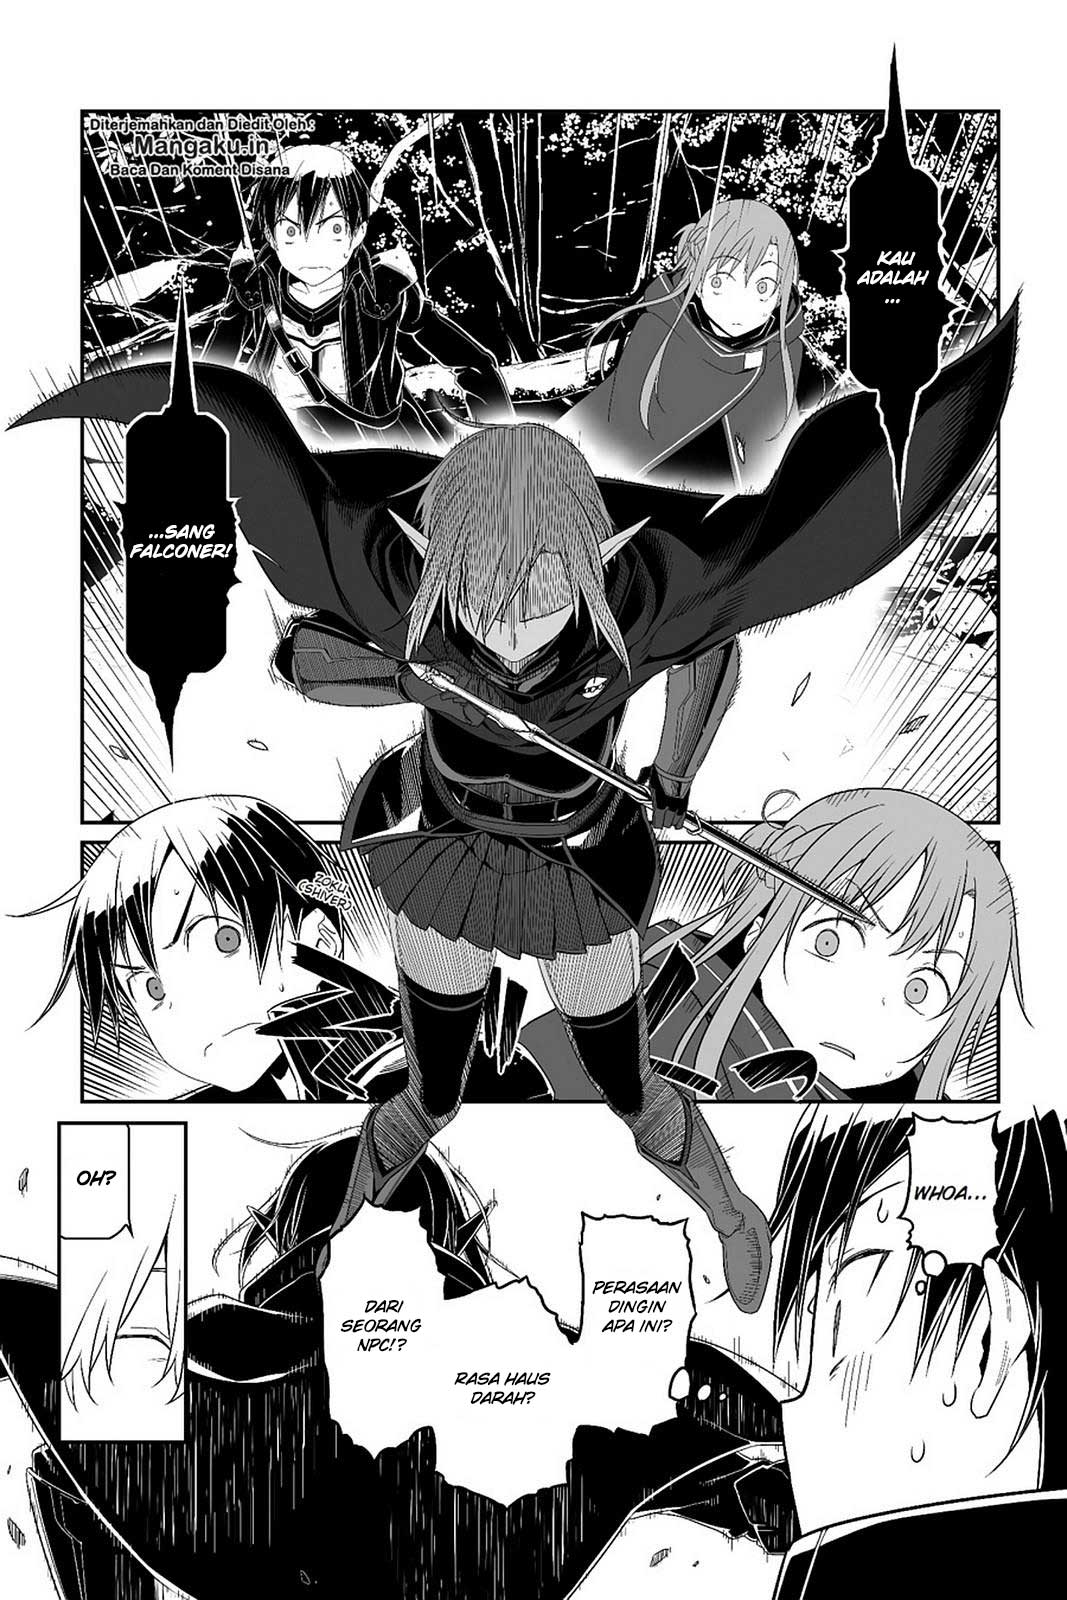 Diterjemahkan dan Diedit Oleh:
Mangaku.in
Baca Dan Koment Disana
KAU
ADALAH
...
...SANG
FALCONER!
ZOKU
(SHIVER)
WHOA...
PERASAAN
DINGIN
APA INI?
RASA HAUS
DARAH?
DARI
SEORANG
NPC!?
OH?